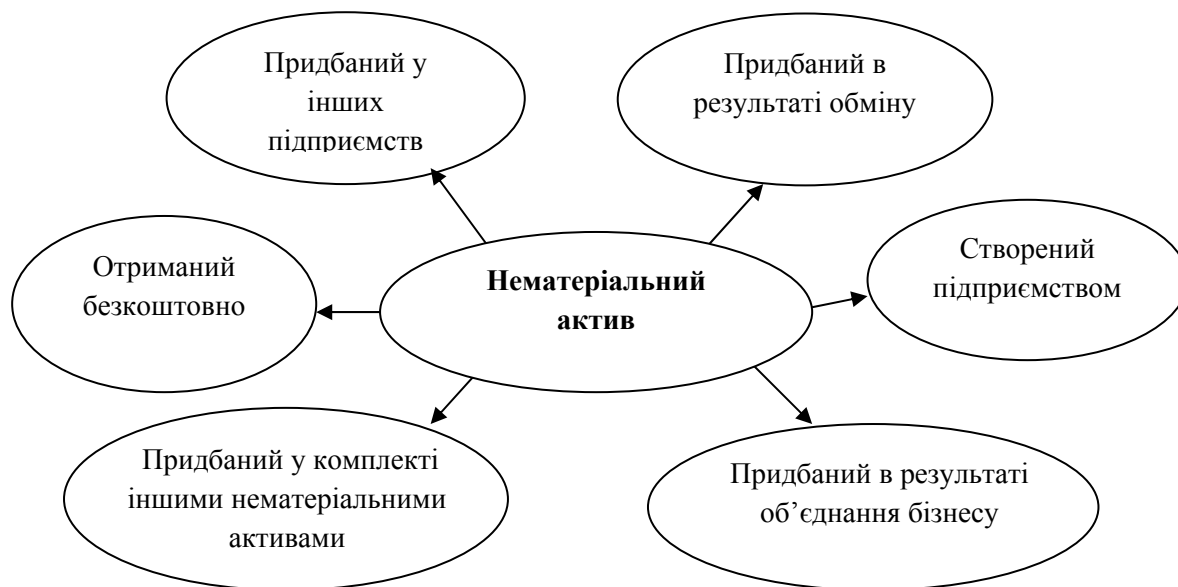 Придбаний у
інших
підприємств
Придбаний в
результаті обміну
Отриманий
безкоштовно
Нематеріальний
актив
Створений
підприємством
Придбаний у комплекті
іншими нематеріальними
активами
Придбаний в результаті
об’єднання бізнесу